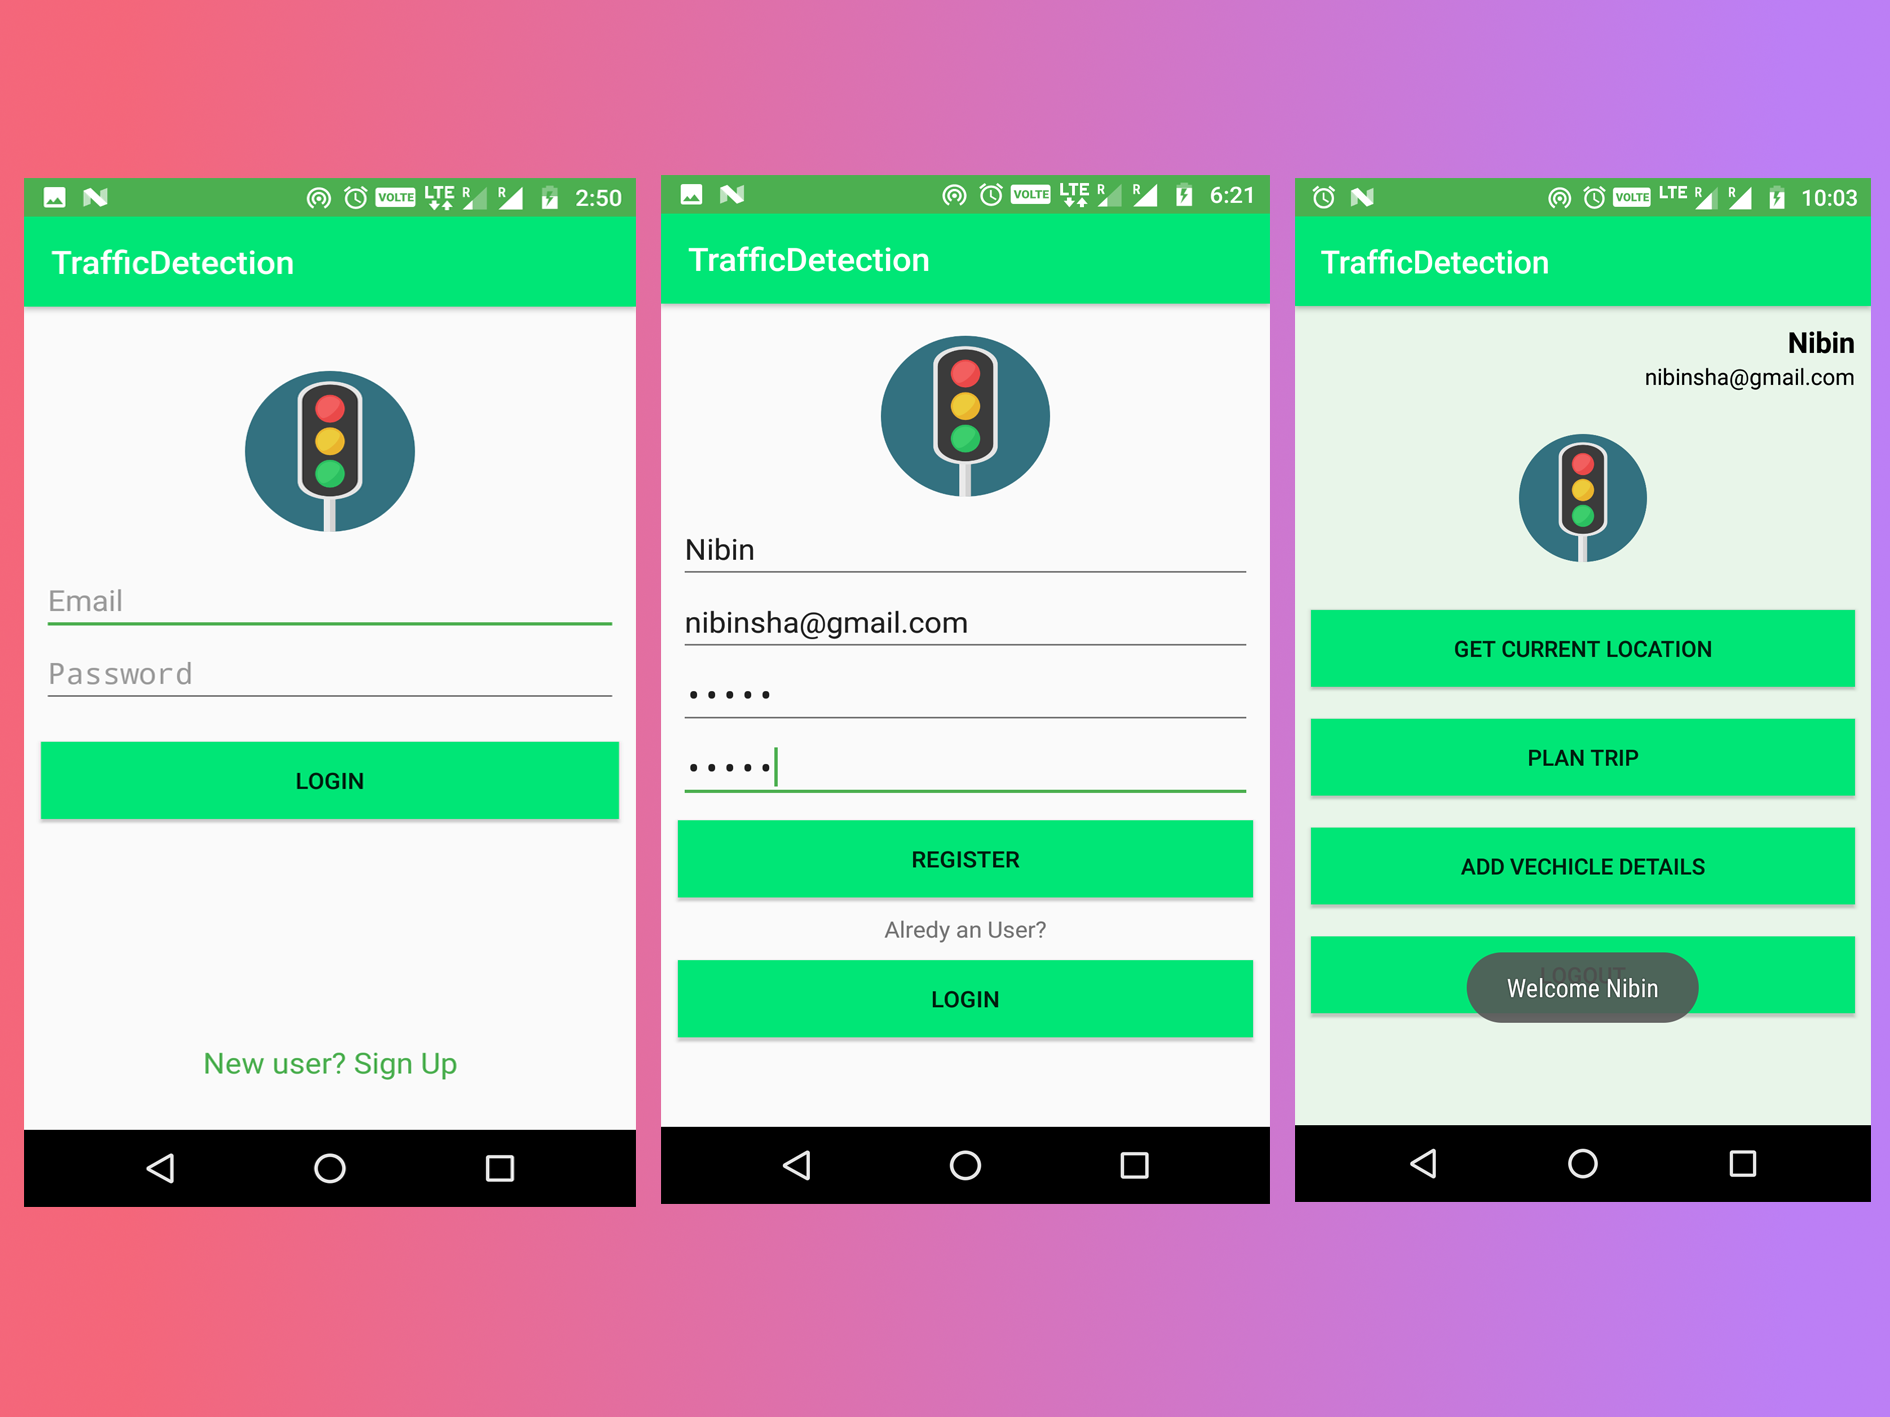 VOLTE LTE R R 2:50
TrafficDetection
Email
Password
LOGIN
New user? Sign Up
VOLTE LTE R R 6:21
TrafficDetection
Nibin
nibinsha@gmail.com
•••••
•••••
REGISTER
Alredy an User?
LOGIN
VOLTE LTE R R 10:03
TrafficDetection
Nibin
nibinsha@gmail.com
GET CURRENT LOCATION
PLAN TRIP
ADD VECHICLE DETAILS
LOGOUT
Welcome Nibin